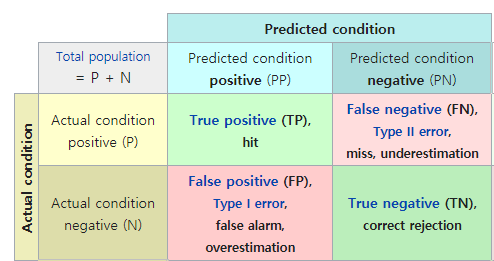 Predicted condition
Total population
= P + N
Predicted condition
positive (PP)
Predicted condition
negative (PN)
Actual condition
Actual condition
positive (P)
True positive (TP),
hit
False negative (FN),
Type II error,
miss, underestimation
Actual condition
negative (N)
False positive (FP),
Type I error,
false alarm,
overestimation
True negative (TN),
correct rejection